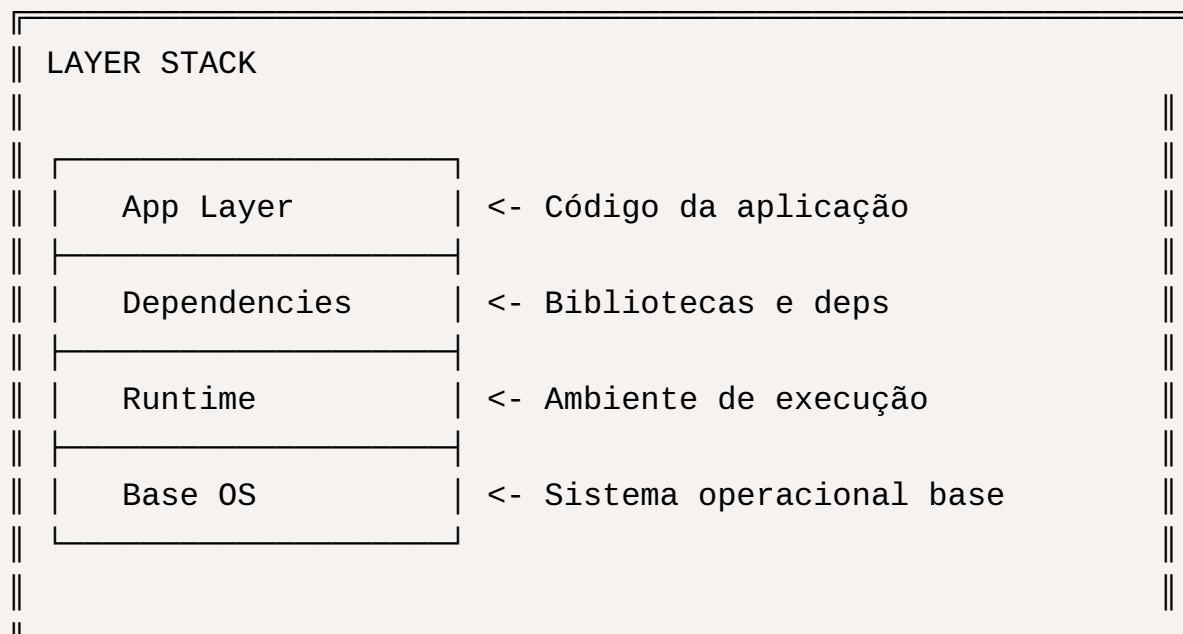 LAYER STACK
App Layer <- Código da aplicação
Dependencies <- Bibliotecas e deps
Runtime <- Ambiente de execução
Base OS <- Sistema operacional base